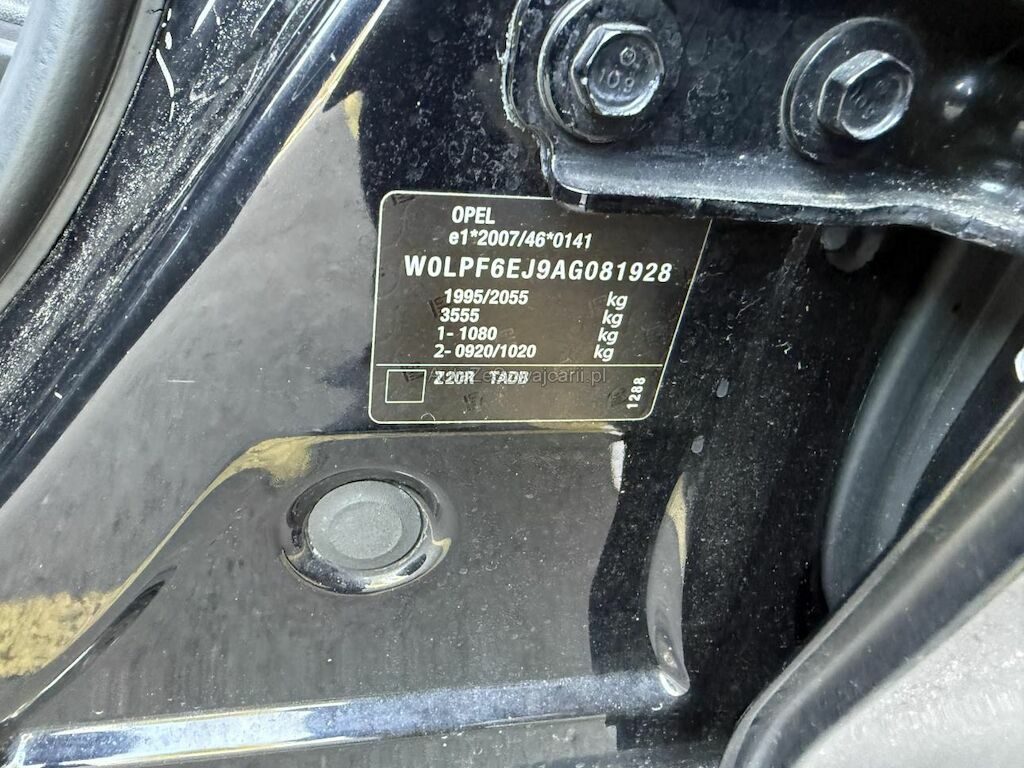 OPEL
e1*2007/46*0141
W0LPF6EJ9AG081928
1995/2055 kg
3555 kg
1- 1080 kg
2- 0920/1020 kg
Z20R TADB
1288